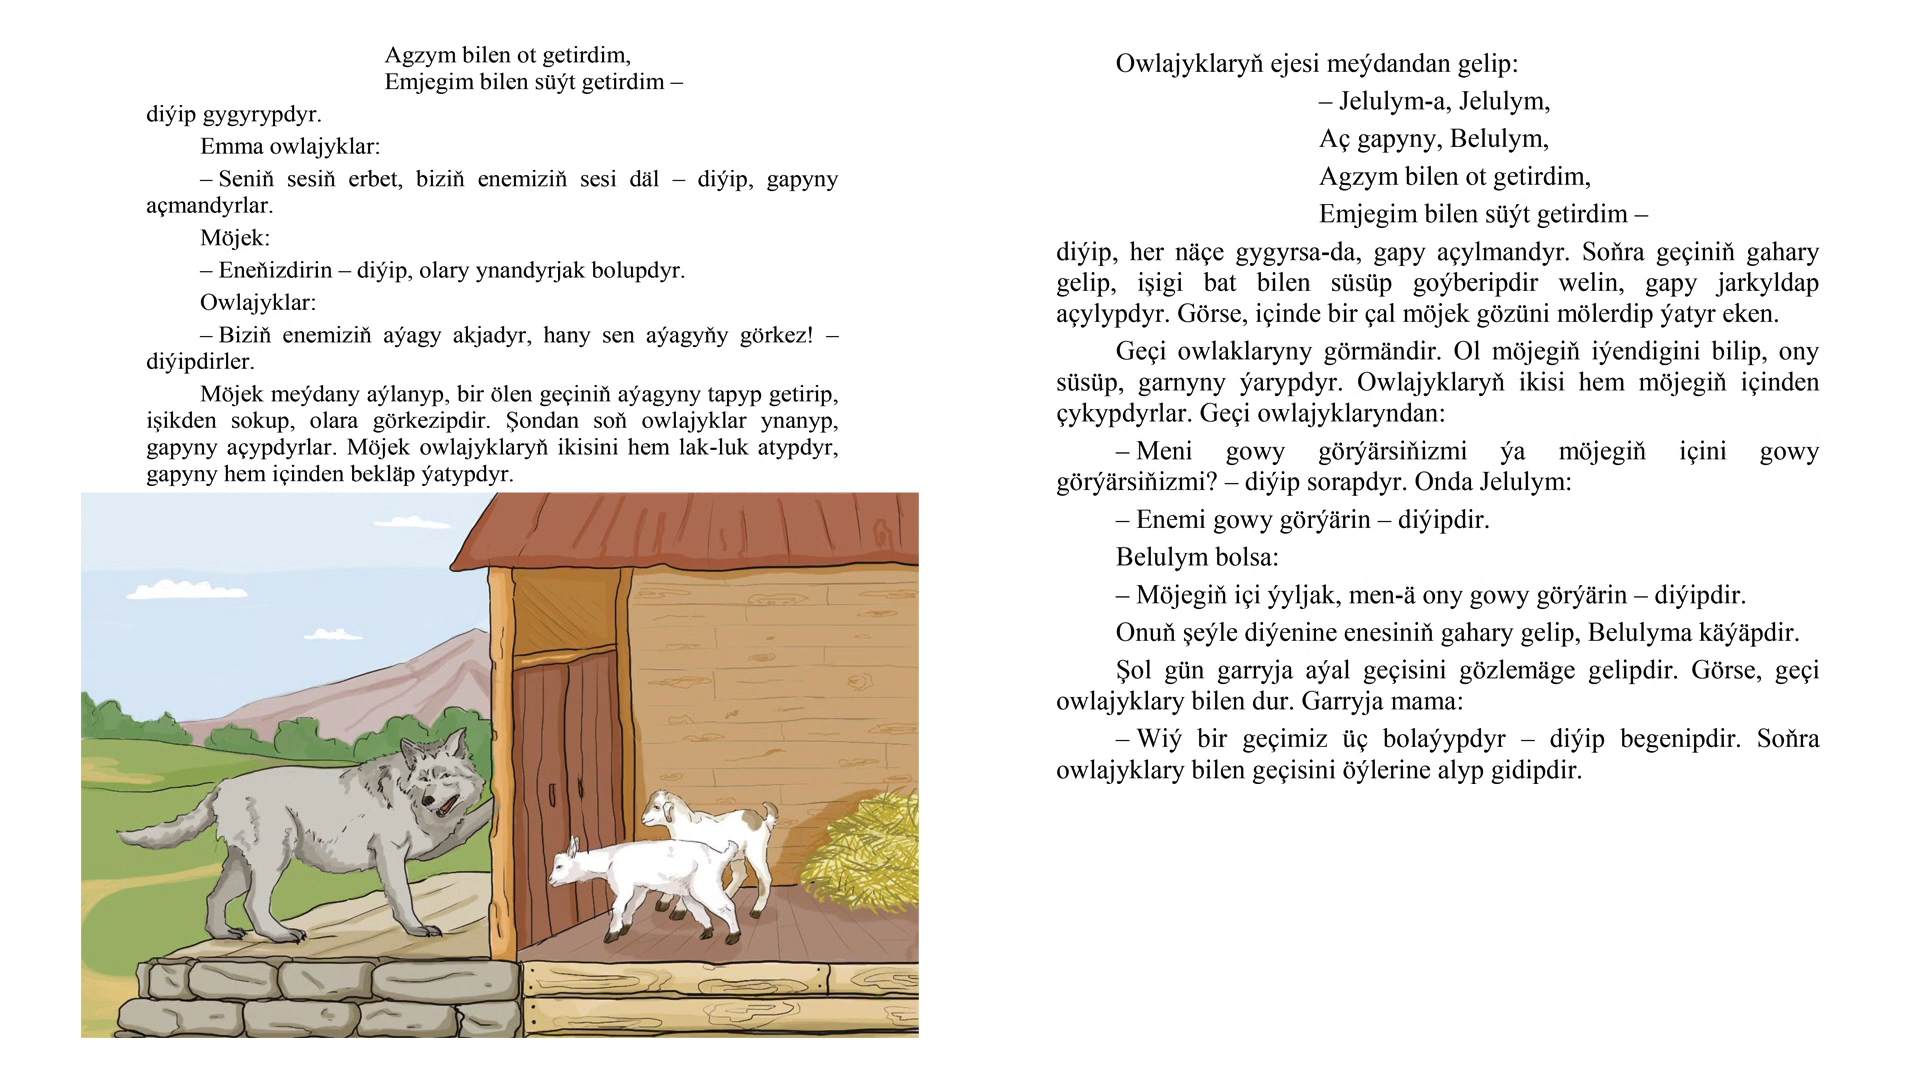 Agzym bilen ot getirdim,
Emjegim bilen süýt getirdim –
diýip gygyrypdyr.
Emma owlajyklar:
– Seniň sesiň erbet, biziň enemiziň sesi däl – diýip, gapyny
açmandyrlar.
Möjek:
– Eneňizdirin – diýip, olary ynandyrjak bolupdyr.
Owlajyklar:
– Biziň enemiziň aýagy akjadyr, hany sen aýagyňy görkez! –
diýipdirler.
Möjek meýdany aýlanyp, bir ölen geçiniň aýagyny tapyp getirip,
işikden sokup, olara görkezipdir. Şondan soň owlajyklar ynanyp,
gapyny açypdyrlar. Möjek owlajyklaryň ikisini hem lak-luk atypdyr,
gapyny hem içinden bekläp ýatypdyr.
Owlajyklaryň ejesi meýdandan gelip:
– Jelulym-a, Jelulym,
Aç gapyny, Belulym,
Agzym bilen ot getirdim,
Emjegim bilen süýt getirdim –
diýip, her näçe gygyrsa-da, gapy açylmandyr. Soňra geçiniň gahary
gelip, işigi bat bilen süsüp goýberipdir welin, gapy jarkyldap
açylypdyr. Görse, içinde bir çal möjek gözüni mölerdip ýatyr eken.
Geçi owlaklaryny görmändir. Ol möjegiň iýendigini bilip, ony
süsüp, garnyny ýarypdyr. Owlajyklaryň ikisi hem möjegiň içinden
çykypdyrlar. Geçi owlajyklaryndan:
– Meni gowy görýärsiňizmi ýa möjegiň içini gowy
görýärsiňizmi? – diýip sorapdyr. Onda Jelulym:
– Enemi gowy görýärin – diýipdir.
Belulym bolsa:
– Möjegiň içi ýyljak, men-ä ony gowy görýärin – diýipdir.
Onuň şeýle diýenine enesiniň gahary gelip, Belulyma käýäpdir.
Şol gün garryja aýal geçisini gözlemäge gelipdir. Görse, geçi
owlajyklary bilen dur. Garryja mama:
– Wiý bir geçimiz üç bolaýypdyr – diýip begenipdir. Soňra
owlajyklary bilen geçisini öýlerine alyp gidipdir.